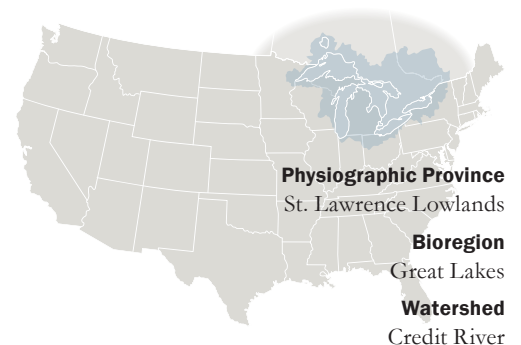 Physiographic Province
St. Lawrence Lowlands
Bioregion
Great Lakes
Watershed
Credit River